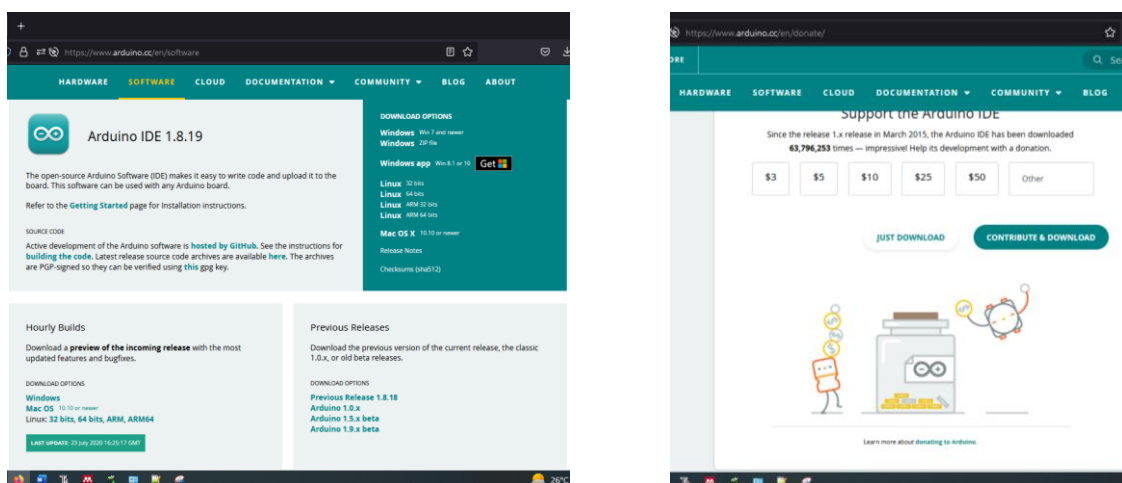 +
https://www.arduino.cc/en/software
HARDWARE SOFTWARE CLOUD DOCUMENTATION COMMUNITY BLOG ABOUT
Arduino IDE 1.8.19
The open-source Arduino Software (IDE) makes it easy to write code and upload it to the
board. This software can be used with any Arduino board.
Refer to the Getting Started page for Installation instructions.
SOURCE CODE
Active development of the Arduino software is hosted by GitHub. See the instructions for
building the code. Latest release source code archives are available here. The archives
are PGP-signed so they can be verified using this gpg key.
DOWNLOAD OPTIONS
Windows Win 7 and newer
Windows ZIP file
Windows app Win 8.1 or 10 Get
Linux 32 bits
Linux 64 bits
Linux ARM 32 bits
Linux ARM 64 bits
Mac OS X 10.10 or newer
Release Notes
Checksums (sha512)
Hourly Builds
Download a preview of the incoming release with the most
updated features and bugfixes.
DOWNLOAD OPTIONS
Windows
Mac OS 10.10 or newer
Linux: 32 bits, 64 bits, ARM, ARM64
LAST UPDATE: 23 July 2020 16:25:17 GMT
Previous Releases
Download the previous version of the current release, the classic
1.0.x, or old beta releases.
DOWNLOAD OPTIONS
Previous Release 1.8.18
Arduino 1.0.x
Arduino 1.5.x beta
Arduino 1.9.x beta
26°C
https://www.arduino.cc/en/donate/
ORE Sea
HARDWARE SOFTWARE CLOUD DOCUMENTATION COMMUNITY BLOG
Support the Arduino IDE
Since the release 1.x release in March 2015, the Arduino IDE has been downloaded
63,796,253 times — impressive! Help its development with a donation.
$3 $5 $10 $25 $50 Other
JUST DOWNLOAD CONTRIBUTE & DOWNLOAD
Learn more about donating to Arduino.